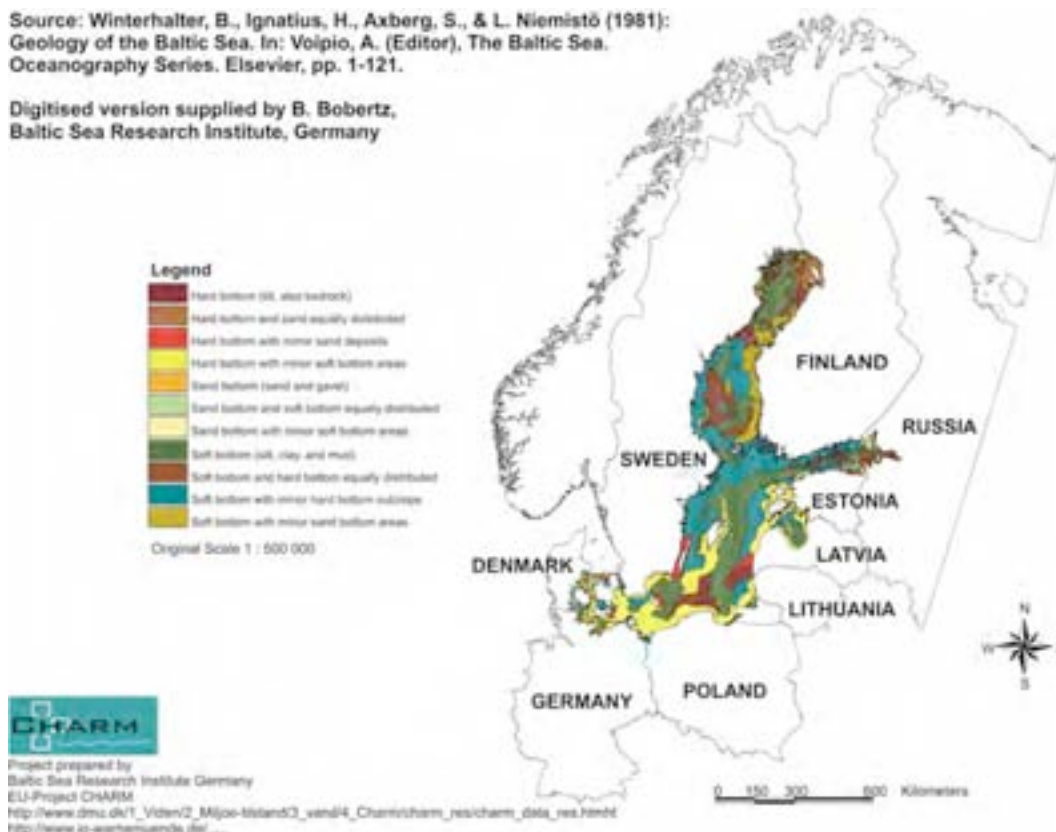 Source: Winterhalter, B., Ignatius, H., Axberg, S., & L. Niemistö (1981):
Geology of the Baltic Sea. In: Voipio, A. (Editor), The Baltic Sea.
Oceanography Series. Elsevier, pp. 1-121.
Digitised version supplied by B. Bobertz,
Baltic Sea Research Institute, Germany
Legend
Hard bottom (till, also bedrock)
Hard bottom and sand equally distributed
Hard bottom with minor sand deposits
Hard bottom with minor soft bottom areas
Sand bottom (sand and gavel)
Sand bottom and soft bottom equally distributed
Sand bottom with minor soft bottom areas
Soft bottom (silt, clay and mud)
Soft bottom and hard bottom equally distributed
Soft bottom with minor hard bottom outcrops
Soft bottom with minor sand bottom areas
Original Scale 1 : 500 000
FINLAND
RUSSIA
SWEDEN
ESTONIA
LATVIA
DENMARK
LITHUANIA
GERMANY
POLAND
N
W
S
CHARM
Project prepared by
Baltic Sea Research Institute Germany
EU-Project CHARM
0 150 300 600 Kilometers